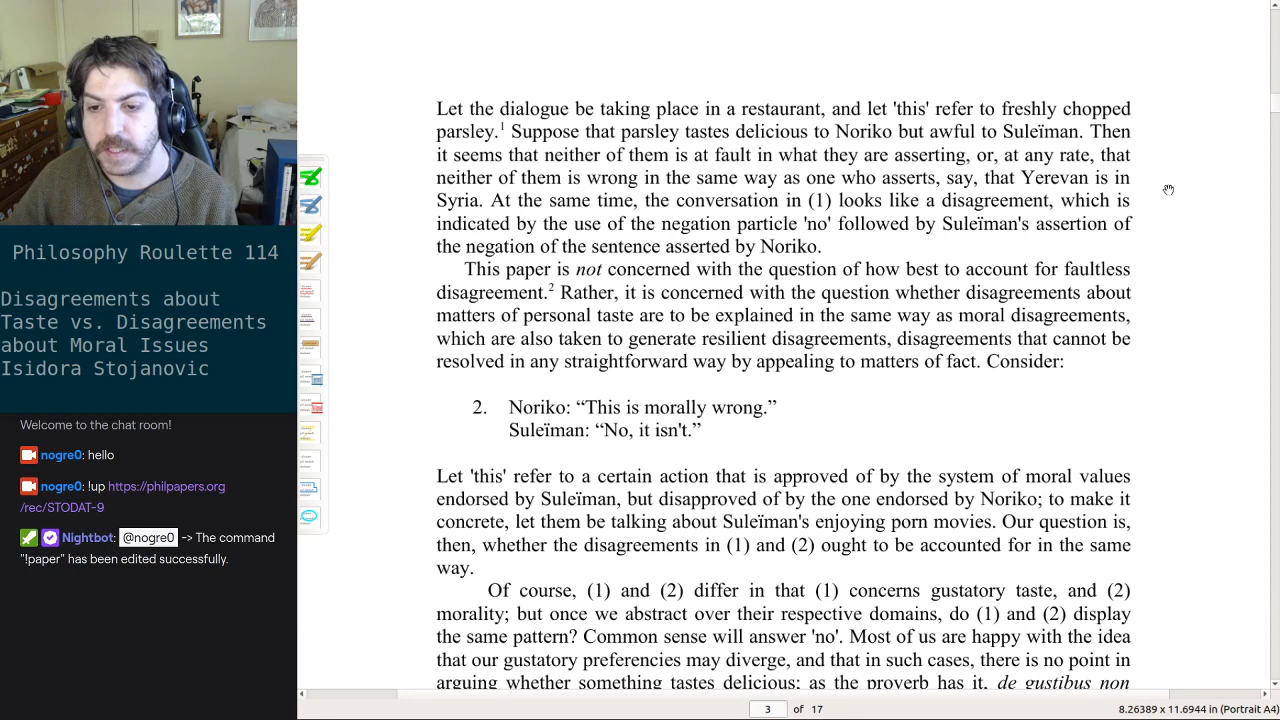 Philosophy Roulette 114
Disagreements about
Taste vs. Disagreements
about Moral Issues
Isidora Stojanovic
Welcome to the chat room!
nogre0: hello
nogre0: !up https://philpapers.org
/rec/STODAT-9
Nightbot: @nogre0 -> The command
"!paper" has been edited successfully.
Let the dialogue be taking place in a restaurant, and let 'this' refer to freshly chopped
parsley.1 Suppose that parsley tastes delicious to Noriko but awful to Suleïman. Then
it seems that neither of them is at fault in what they are asserting, or, at any rate, that
neither of them is wrong in the same way as one who asserts, say, that Yerevan is in
Syria. At the same time, the conversation in (1) looks like a disagreement, which is
indicated by the use of the negation particle 'no' followed by Suleïman's assertion of
the negation of the sentence asserted by Noriko.
This paper is not concerned with the question of how best to account for faultless
disagreement.2 Rather, it is concerned with the question whether disagreements about
matters of personal taste are to be explained in the same way as moral disagreements,
which are also often to generate resilient disagreements, disagreements that cannot be
resolved in any straightforward way by appealing to matters of fact. Consider:
2. Noriko: “This is morally wrong.”
Suleïman: “No, it isn't.”
Let 'this' refer to a certain action that is approved of by the system of moral values
endorsed by Suleïman, but disapproved of by those endorsed by Noriko; to make it
concrete, let them be talking about Suleïman's enjoying porn movies. Our question is,
then, whether the disagreements in (1) and (2) ought to be accounted for in the same
way.
Of course, (1) and (2) differ in that (1) concerns gustatory taste, and (2)
morality; but once we abstract over their respective domains, do (1) and (2) display
the same pattern? Common sense will answer 'no'. Most of us are happy with the idea
that our gustatory preferencies may diverge, and that in such cases, there is no point in
arguing whether something tastes delicious; as the proverb has it, de gustibus non
3 of 17
8.26389 x 11.6944 in (Portrait A4)